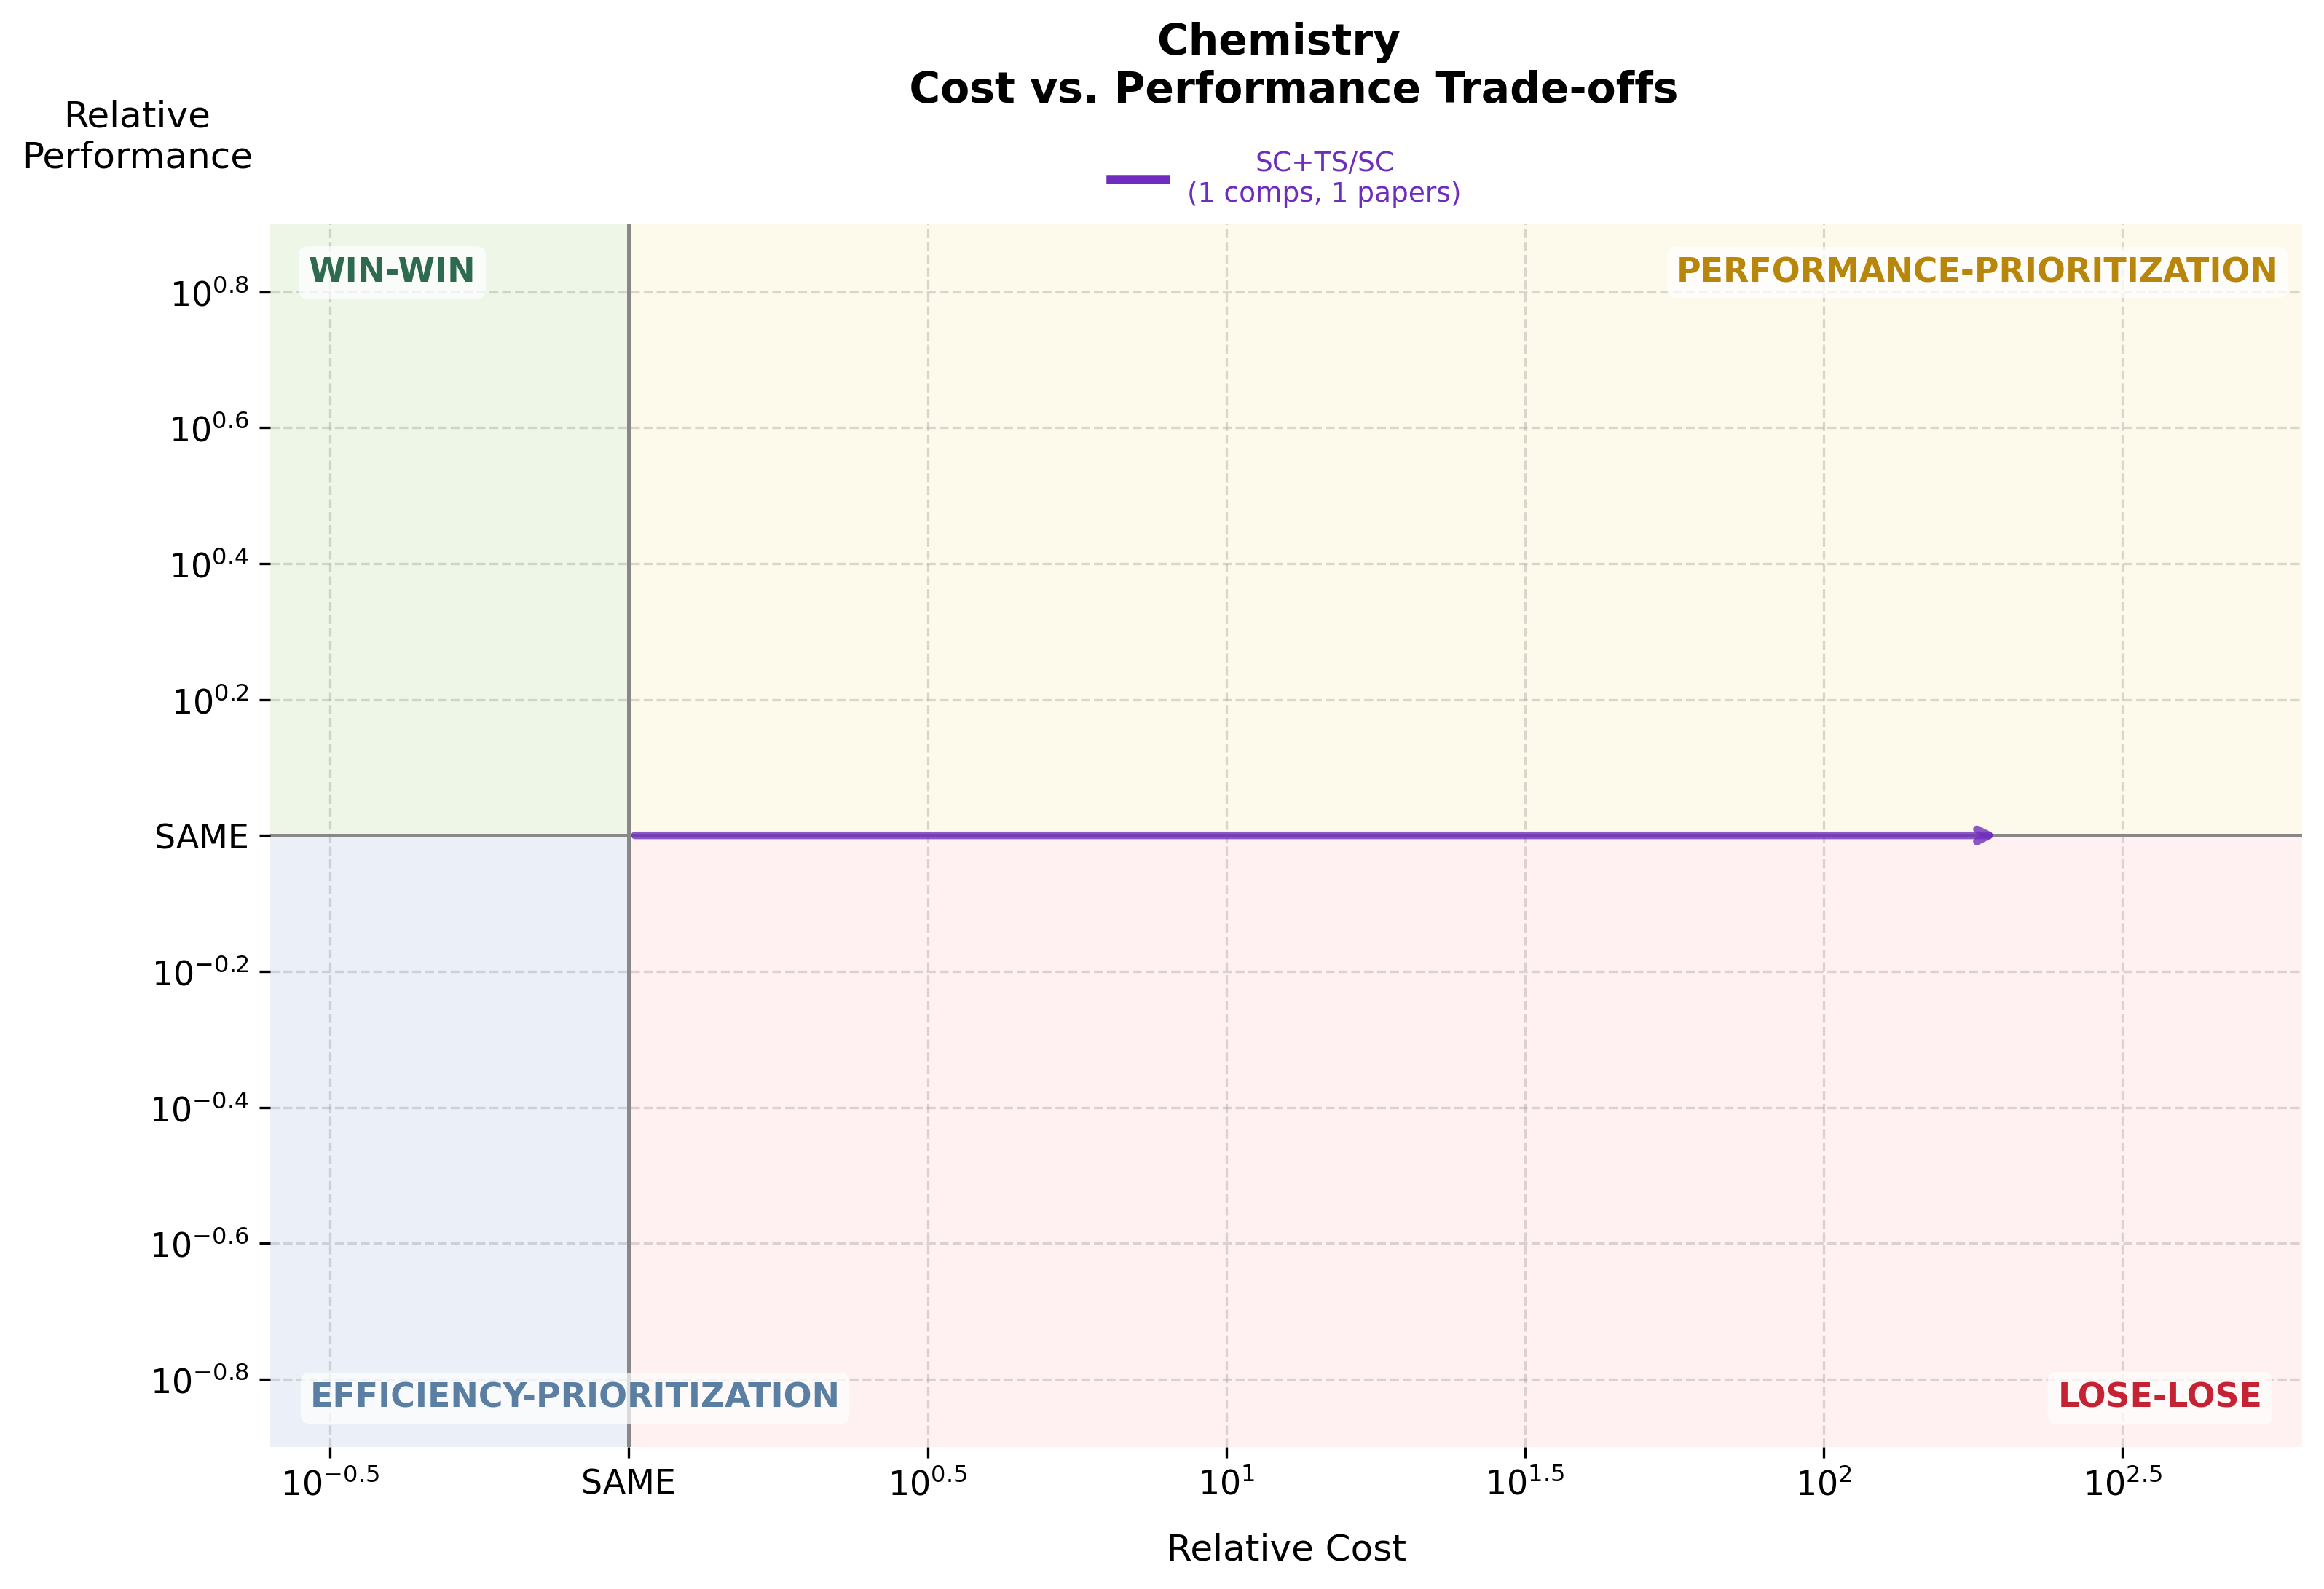 Chemistry
Cost vs. Performance Trade-offs
Relative
Performance
SC+TS/SC
(1 comps, 1 papers)
WIN-WIN
PERFORMANCE-PRIORITIZATION
10^0.8
10^0.6
10^0.4
10^0.2
SAME
10^−0.2
10^−0.4
10^−0.6
10^−0.8
EFFICIENCY-PRIORITIZATION
LOSE-LOSE
10^−0.5 SAME 10^0.5 10^1 10^1.5 10^2 10^2.5
Relative Cost